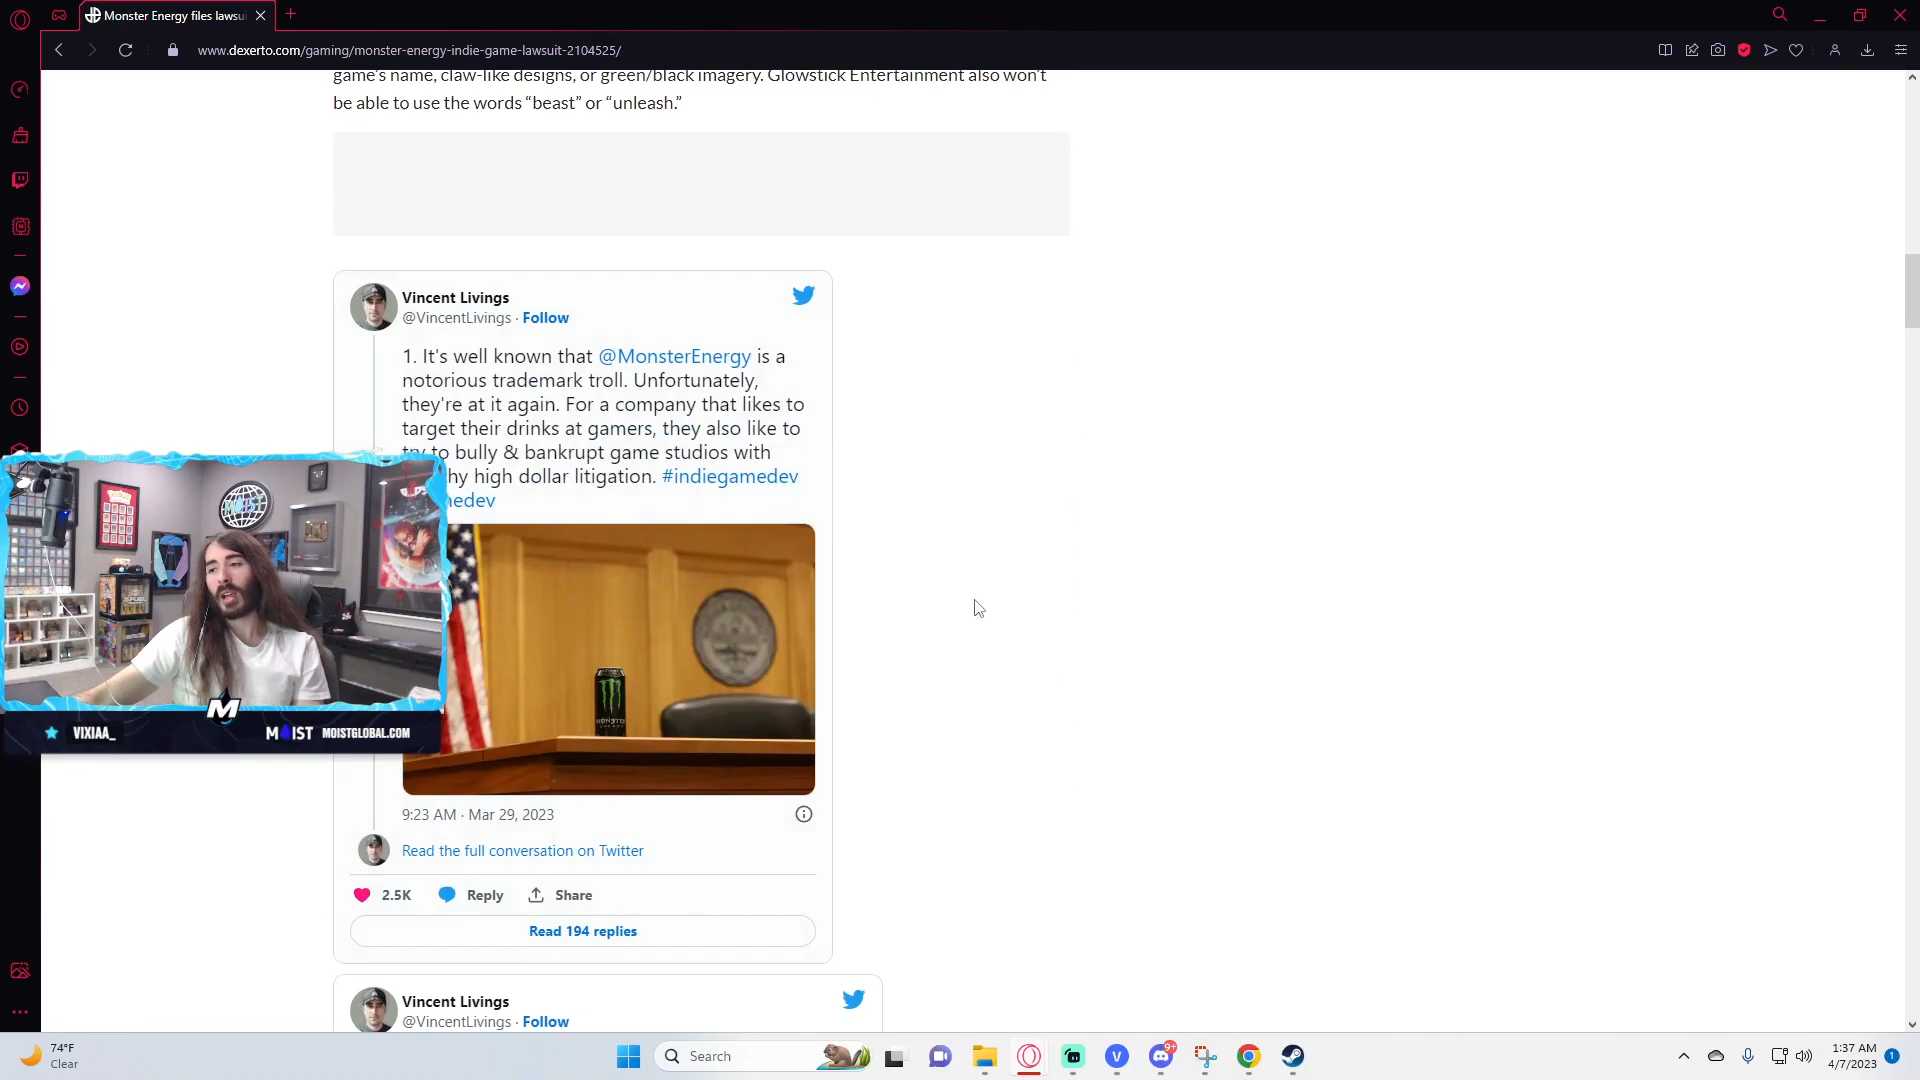 Monster Energy files lawsui
www.dexerto.com/gaming/monster-energy-indie-game-lawsuit-2104525/
game's name, claw-like designs, or green/black imagery. Glowstick Entertainment also won't
be able to use the words “beast” or “unleash.”
Vincent Livings
@VincentLivings · Follow
1. It's well known that @MonsterEnergy is a
notorious trademark troll. Unfortunately,
they're at it again. For a company that likes to
target their drinks at gamers, they also like to
try to bully & bankrupt game studios with
hy high dollar litigation. #indiegamedev
edev
MOIST
M
VIXIAA_
MOIST MOISTGLOBAL.COM
9:23 AM · Mar 29, 2023
Read the full conversation on Twitter
2.5K Reply Share
Read 194 replies
Vincent Livings
@VincentLivings · Follow
74°F
Clear
Search
V
9+
1:37 AM
4/7/2023
1